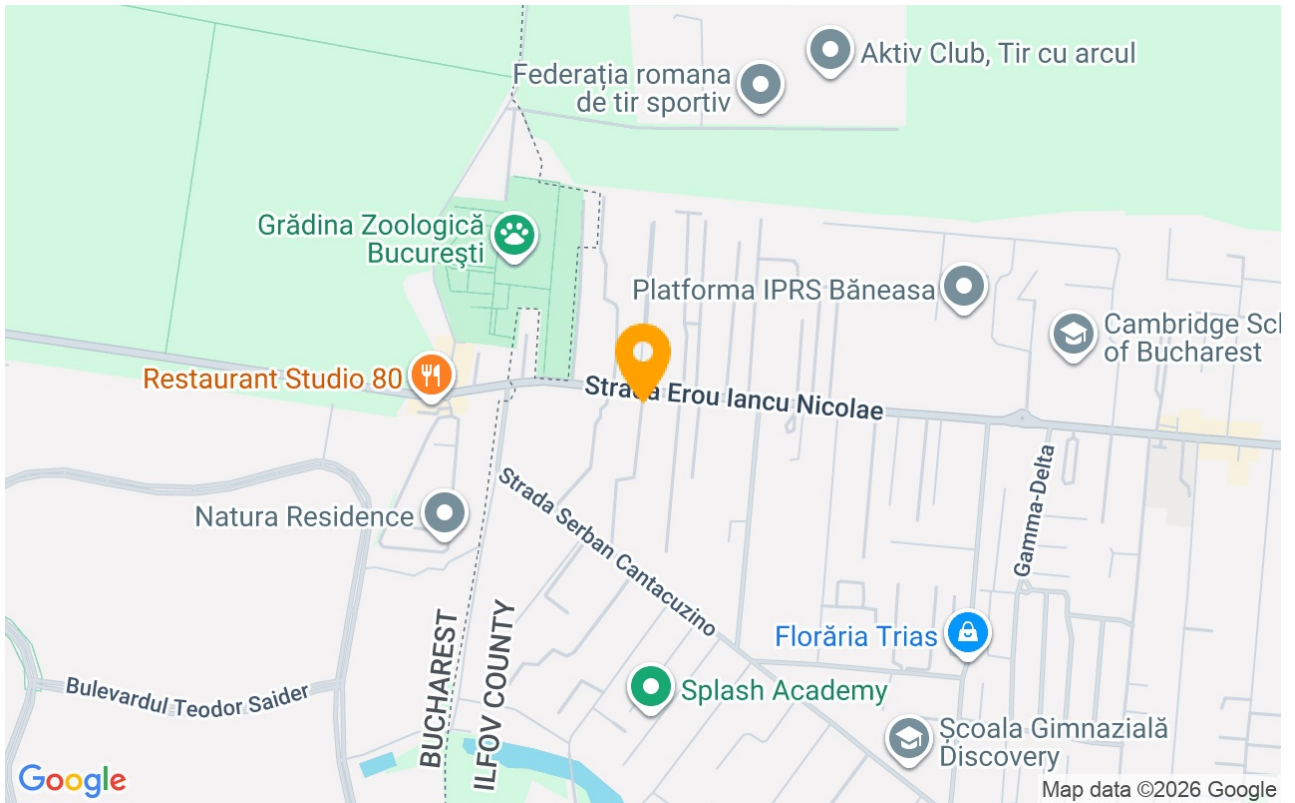 Aktiv Club, Tir cu arcul
Federația romana
de tir sportiv
Grădina Zoologică
București
Platforma IPRS Băneasa
Cambridge Scl
of Bucharest
Restaurant Studio 80
Strada Erou Iancu Nicolae
Strada Serban Cantacuzino
Natura Residence
Gamma-Delta
BUCHAREST
ILFOV COUNTY
Florăria Trias
Bulevardul Teodor Saider
Splash Academy
Școala Gimnazială
Discovery
Google
Map data ©2026 Google